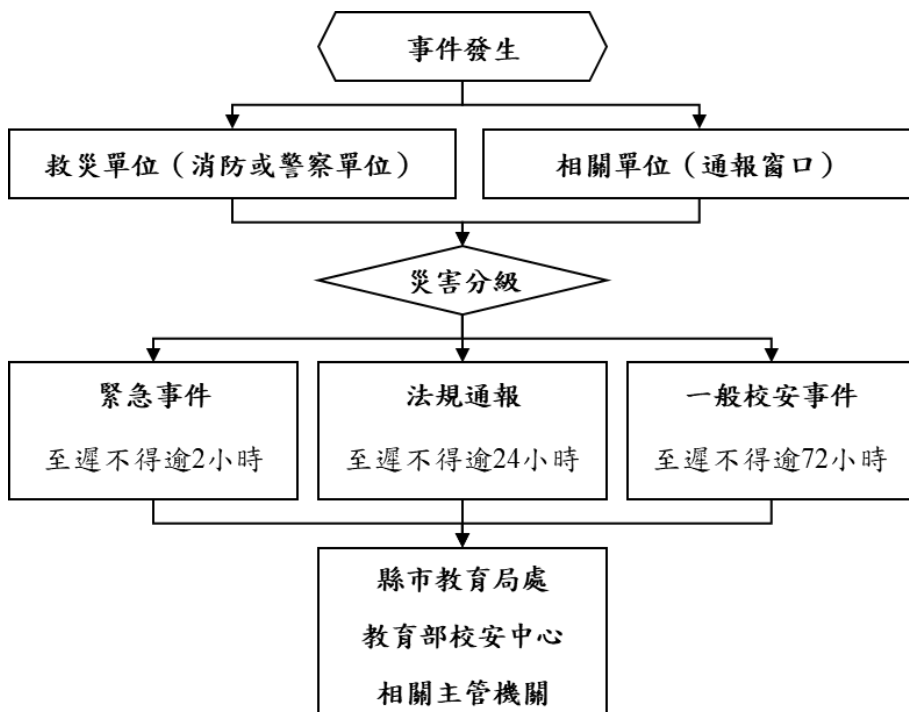 事件發生
救災單位（消防或警察單位）
相關單位（通報窗口）
災害分級
緊急事件
至遲不得逾2小時
法規通報
至遲不得逾24小時
一般校安事件
至遲不得逾72小時
縣市教育局處
教育部校安中心
相關主管機關